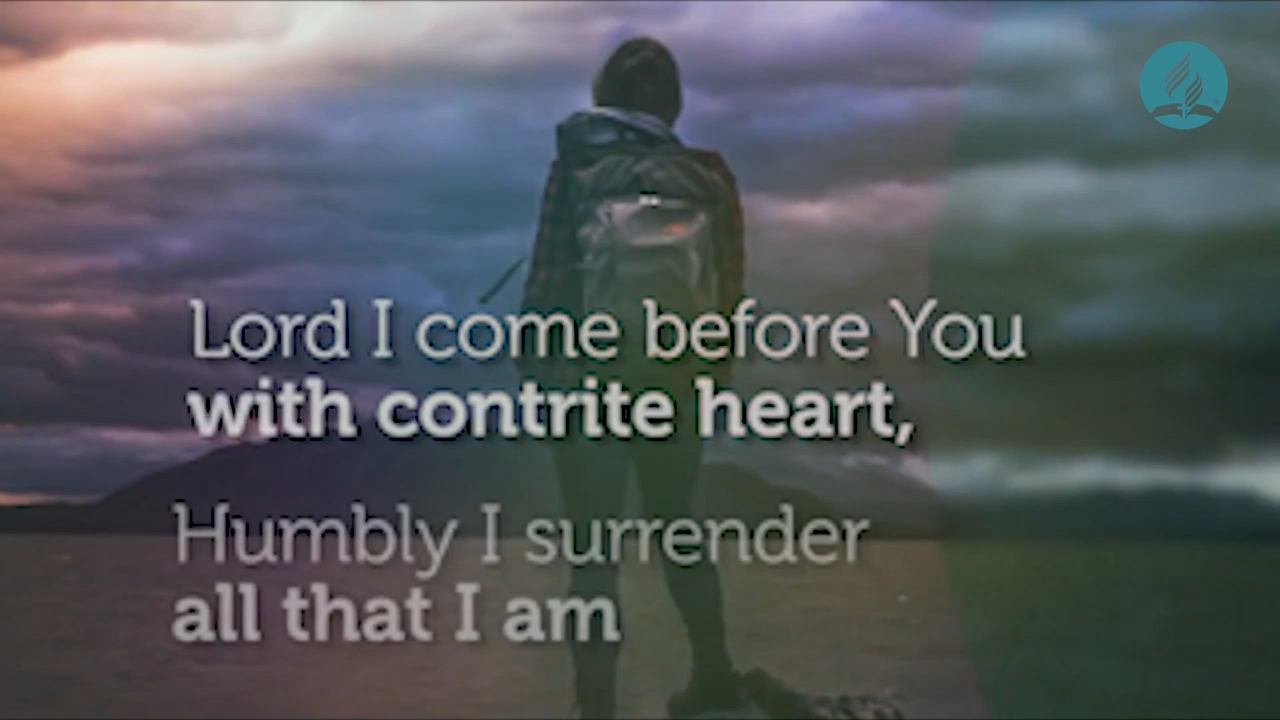 Lord I come before You
with contrite heart,
Humbly I surrender
all that I am